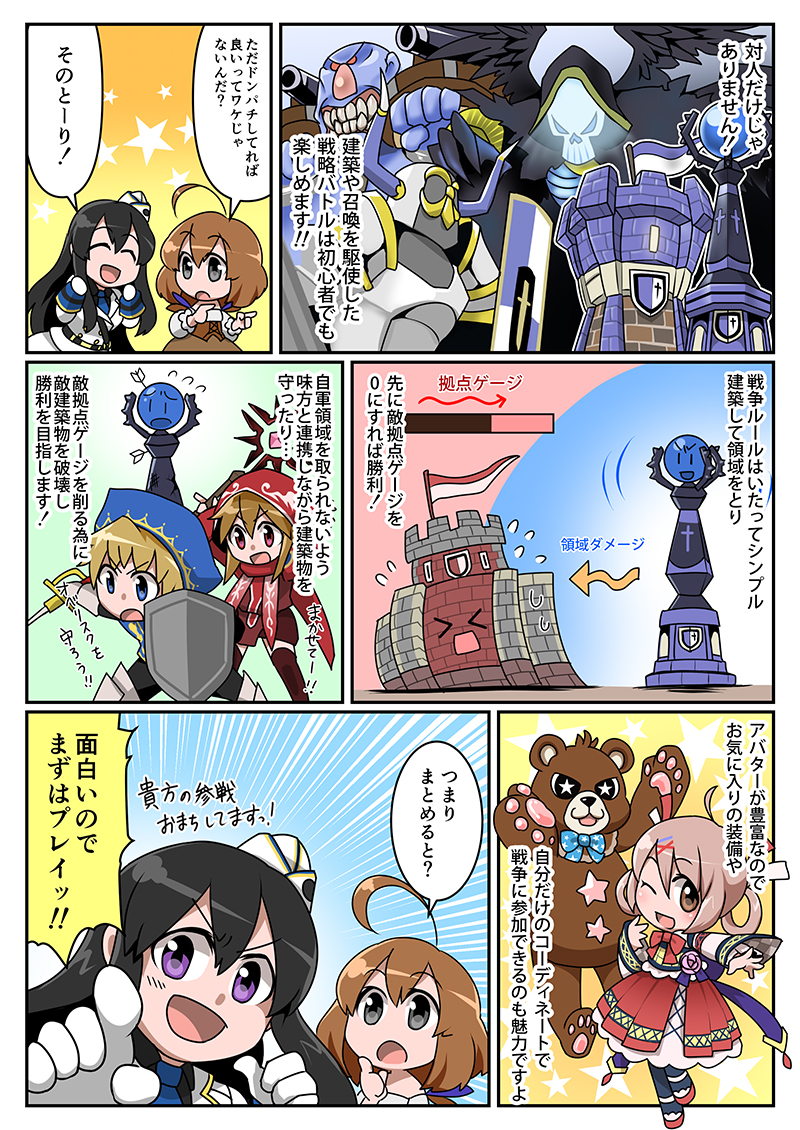 対人だけじゃ
ありません！
建築や召喚を駆使した
戦略バトルは初心者でも
楽しめます!!
ただドンパチしてれば
良いってワケじゃ
ないんだ？
そのとーり！
戦争ルールはいたってシンプル
建築して領域をとり
領域ダメージ
拠点ゲージ
先に敵拠点ゲージを
0にすれば勝利！
自軍領域を取られないよう
味方と連携しながら建築物を
守ったり…
まかせてー!!
敵拠点ゲージを削る為に
敵建築物を破壊し
勝利を目指します！
オベリスクを
守ろう!!
アバターが豊富なので
お気に入りの装備や
自分だけのコーディネートで
戦争に参加できるのも魅力ですよ
つまり
まとめると？
貴方の参戦
おまちしてますっ！
面白いので
まずはプレイッ!!